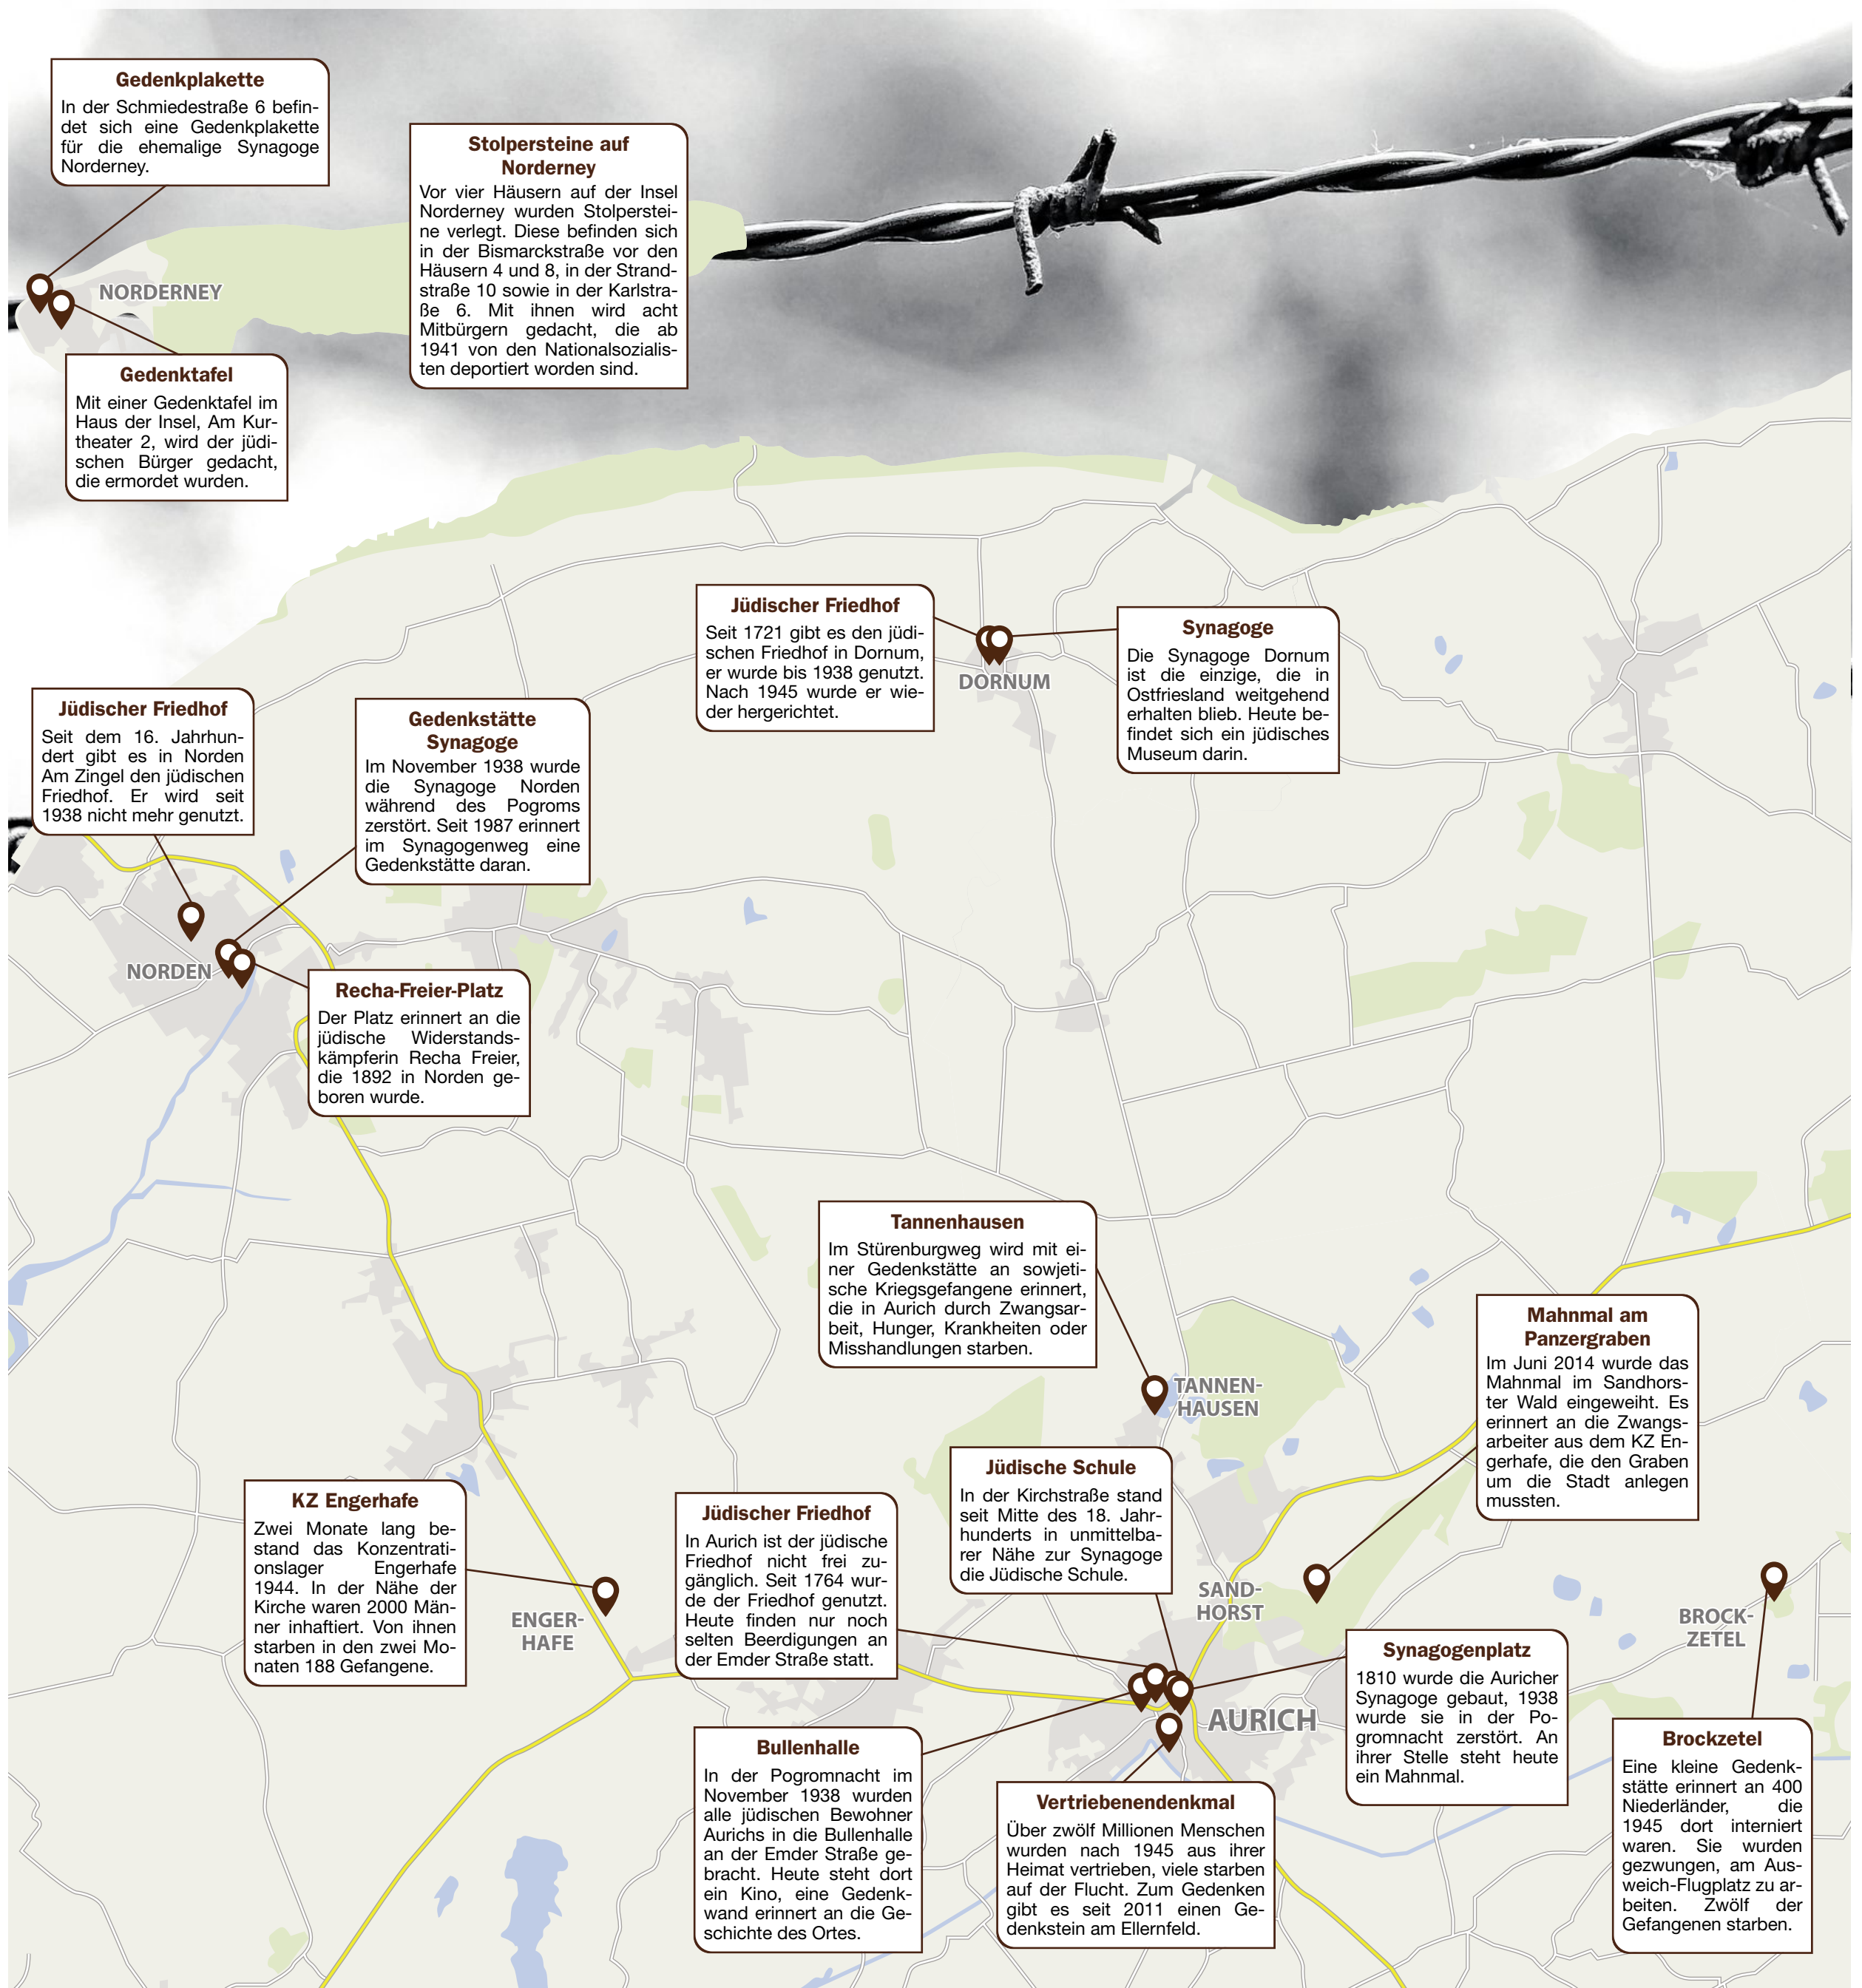 Gedenkplakette
In der Schmiedestraße 6 befin-
det sich eine Gedenkplakette
für die ehemalige Synagoge
Norderney.
Stolpersteine auf
Norderney
Vor vier Häusern auf der Insel
Norderney wurden Stolperstei-
ne verlegt. Diese befinden sich
in der Bismarckstraße vor den
Häusern 4 und 8, in der Strand-
straße 10 sowie in der Karlstra-
ße 6. Mit ihnen wird acht
Mitbürgern gedacht, die ab
1941 von den Nationalsozialis-
ten deportiert worden sind.
NORDERNEY
Gedenktafel
Mit einer Gedenktafel im
Haus der Insel, Am Kur-
theater 2, wird der jüdi-
schen Bürger gedacht,
die ermordet wurden.
Jüdischer Friedhof
Seit 1721 gibt es den jüdi-
schen Friedhof in Dornum,
er wurde bis 1938 genutzt.
Nach 1945 wurde er wie-
der hergerichtet.
DORNUM
Synagoge
Die Synagoge Dornum
ist die einzige, die in
Ostfriesland weitgehend
erhalten blieb. Heute be-
findet sich ein jüdisches
Museum darin.
Jüdischer Friedhof
Seit dem 16. Jahrhun-
dert gibt es in Norden
Am Zingel den jüdischen
Friedhof. Er wird seit
1938 nicht mehr genutzt.
Gedenkstätte
Synagoge
Im November 1938 wurde
die Synagoge Norden
während des Pogroms
zerstört. Seit 1987 erinnert
im Synagogenweg eine
Gedenkstätte daran.
NORDEN
Recha-Freier-Platz
Der Platz erinnert an die
jüdische Widerstands-
kämpferin Recha Freier,
die 1892 in Norden ge-
boren wurde.
Tannenhausen
Im Stürenburgweg wird mit ei-
ner Gedenkstätte an sowjeti-
sche Kriegsgefangene erinnert,
die in Aurich durch Zwangsar-
beit, Hunger, Krankheiten oder
Misshandlungen starben.
TANNEN-
HAUSEN
Mahnmal am
Panzergraben
Im Juni 2014 wurde das
Mahnmal im Sandhors-
ter Wald eingeweiht. Es
erinnert an die Zwangs-
arbeiter aus dem KZ En-
gerhafe, die den Graben
um die Stadt anlegen
mussten.
KZ Engerhafe
Zwei Monate lang be-
stand das Konzentrati-
onslager Engerhafe
1944. In der Nähe der
Kirche waren 2000 Män-
ner inhaftiert. Von ihnen
starben in den zwei Mo-
naten 188 Gefangene.
ENGER-
HAFE
Jüdischer Friedhof
In Aurich ist der jüdische
Friedhof nicht frei zu-
gänglich. Seit 1764 wur-
de der Friedhof genutzt.
Heute finden nur noch
selten Beerdigungen an
der Emder Straße statt.
Jüdische Schule
In der Kirchstraße stand
seit Mitte des 18. Jahr-
hunderts in unmittelba-
rer Nähe zur Synagoge
die Jüdische Schule.
SAND-
HORST
BROCK-
ZETEL
Synagogenplatz
1810 wurde die Auricher
Synagoge gebaut, 1938
wurde sie in der Po-
gromnacht zerstört. An
ihrer Stelle steht heute
ein Mahnmal.
AURICH
Bullenhalle
In der Pogromnacht im
November 1938 wurden
alle jüdischen Bewohner
Aurichs in die Bullenhalle
an der Emder Straße ge-
bracht. Heute steht dort
ein Kino, eine Gedenk-
wand erinnert an die Ge-
schichte des Ortes.
Vertriebenendenkmal
Über zwölf Millionen Menschen
wurden nach 1945 aus ihrer
Heimat vertrieben, viele starben
auf der Flucht. Zum Gedenken
gibt es seit 2011 einen Ge-
denkstein am Ellernfeld.
Brockzetel
Eine kleine Gedenk-
stätte erinnert an 400
Niederländer, die
1945 dort interniert
waren. Sie wurden
gezwungen, am Aus-
weich-Flugplatz zu ar-
beiten. Zwölf der
Gefangenen starben.